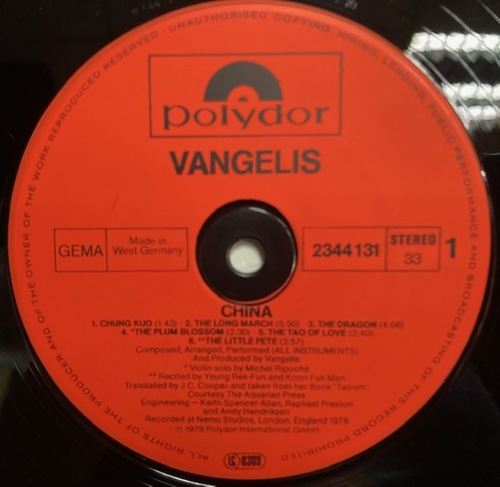 polydor
VANGELIS
GEMA
Made in
West Germany
2344131
STEREO
33
1
CHINA
1. CHUNG KUO (1:43) - 2. THE LONG MARCH (5:50) - 3. THE DRAGON (4:06)
4. *THE PLUM BLOSSOM (2:30) - 5. THE TAO OF LOVE (2:40)
6. **THE LITTLE FETE (2:57)
Composed, Arranged, Performed (ALL INSTRUMENTS)
And Produced by Vangelis
* Violin solo by Michel Ripoche
** Recited by Yeung Hak-Fun and Koon Fuk Man
Translated by J.C. Cooper and taken from her Book "Taoism"
Courtesy The Aquarian Press
Engineering - Keith Spencer-Allen, Raphael Preston
and Andy Hendriksen
Recorded at Nemo Studios, London, England 1978
℗ 1979 Polydor International GmbH
LC 0309
ALL RIGHTS OF THE PRODUCER AND OF THE OWNER OF THE WORK REPRODUCED RESERVED · UNAUTHORISED COPYING, HIRING, LENDING, PUBLIC PERFORMANCE AND BROADCASTING OF THIS RECORD PROHIBITED